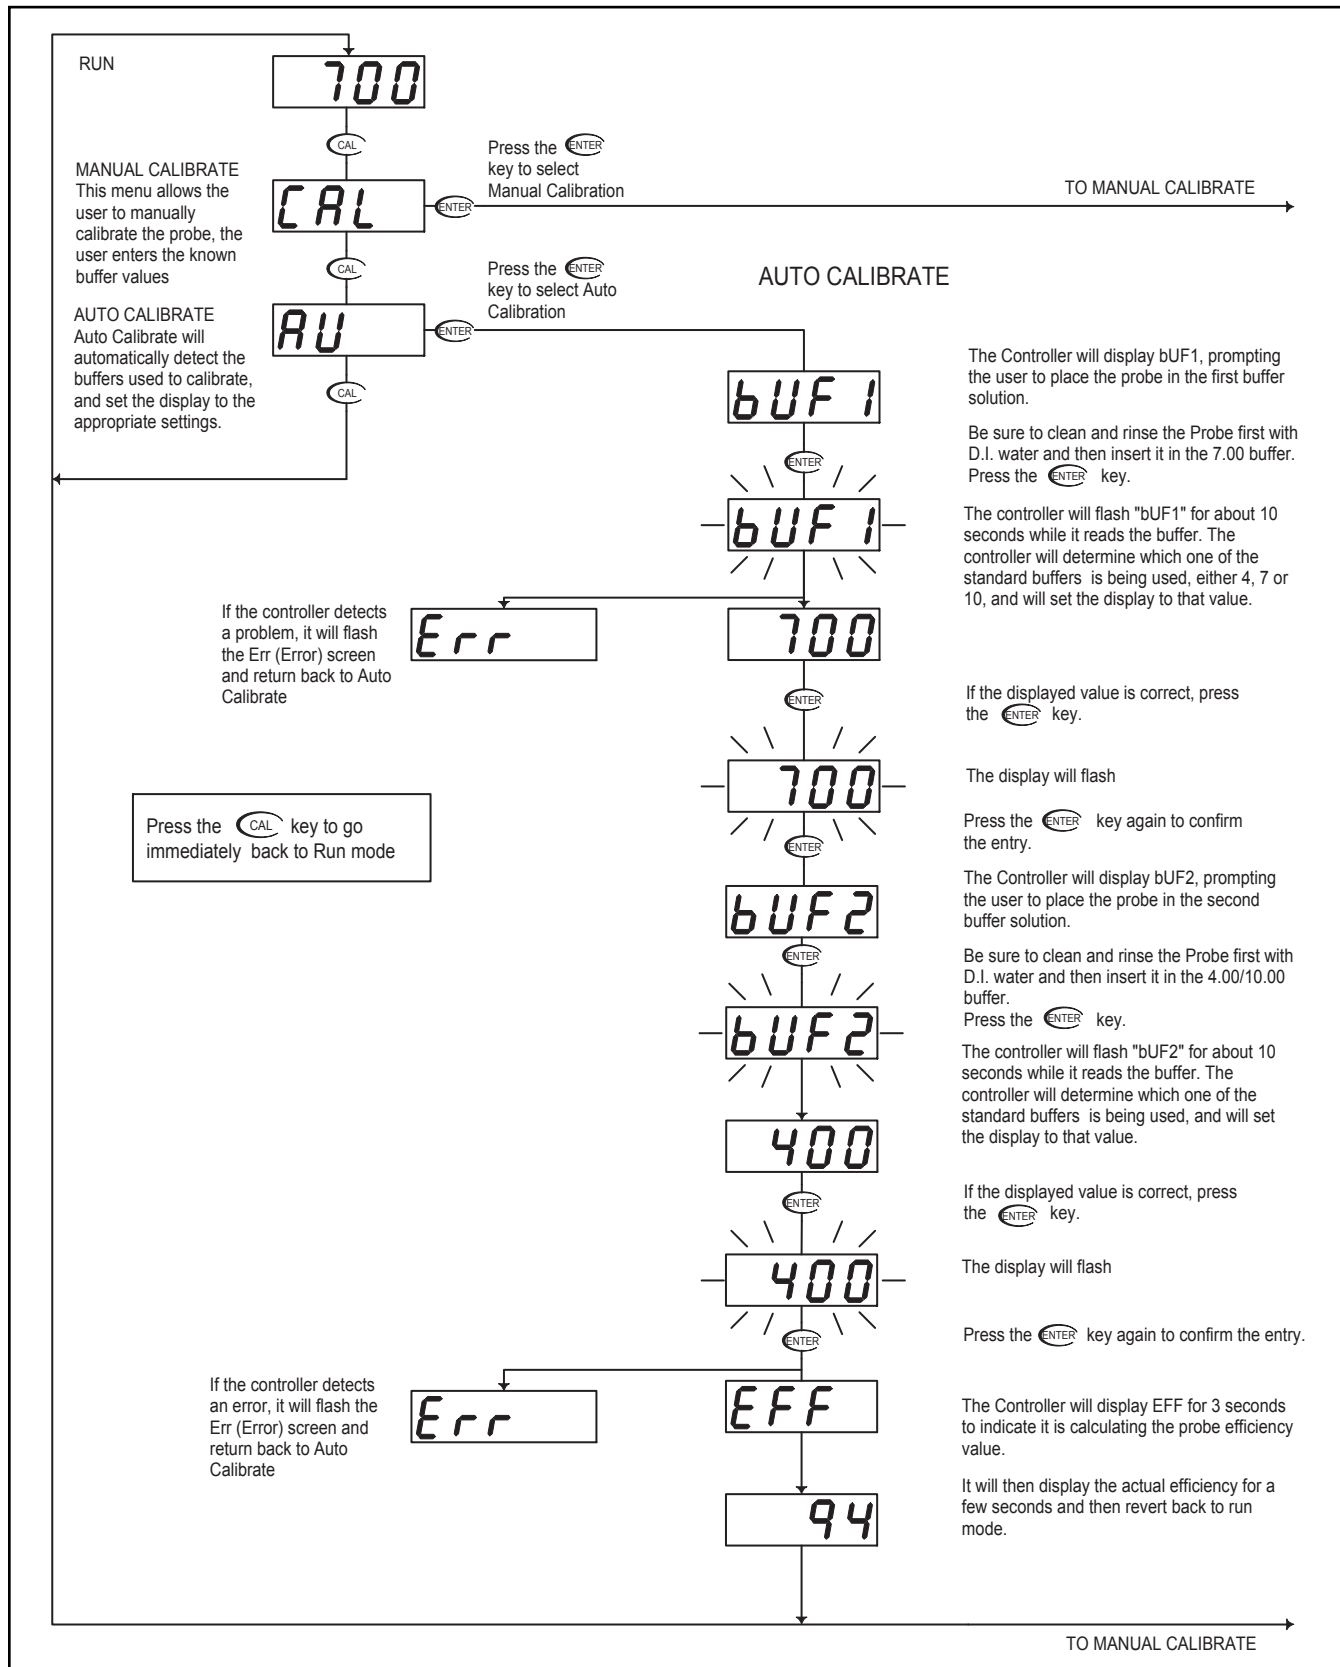 RUN
700
CAL
MANUAL CALIBRATE
This menu allows the
user to manually
calibrate the probe, the
user enters the known
buffer values
CAL
ENTER
Press the ENTER
key to select
Manual Calibration
TO MANUAL CALIBRATE
CAL
AUTO CALIBRATE
Auto Calibrate will
automatically detect the
buffers used to calibrate,
and set the display to the
appropriate settings.
AU
ENTER
Press the ENTER
key to select Auto
Calibration
CAL
AUTO CALIBRATE
bUF1
The Controller will display bUF1, prompting
the user to place the probe in the first buffer
solution.
ENTER
Be sure to clean and rinse the Probe first with
D.I. water and then insert it in the 7.00 buffer.
Press the ENTER key.
bUF1
The controller will flash "bUF1" for about 10
seconds while it reads the buffer. The
controller will determine which one of the
standard buffers is being used, either 4, 7 or
10, and will set the display to that value.
If the controller detects
a problem, it will flash
the Err (Error) screen
and return back to Auto
Calibrate
Err
700
ENTER
If the displayed value is correct, press
the ENTER key.
700
The display will flash
ENTER
Press the ENTER key again to confirm
the entry.
Press the CAL key to go
immediately back to Run mode
bUF2
The Controller will display bUF2, prompting
the user to place the probe in the second
buffer solution.
ENTER
Be sure to clean and rinse the Probe first with
D.I. water and then insert it in the 4.00/10.00
buffer.
Press the ENTER key.
bUF2
The controller will flash "bUF2" for about 10
seconds while it reads the buffer. The
controller will determine which one of the
standard buffers is being used, and will set
the display to that value.
400
ENTER
If the displayed value is correct, press
the ENTER key.
400
The display will flash
ENTER
Press the ENTER key again to confirm the entry.
If the controller detects
an error, it will flash the
Err (Error) screen and
return back to Auto
Calibrate
Err
EFF
The Controller will display EFF for 3 seconds
to indicate it is calculating the probe efficiency
value.
94
It will then display the actual efficiency for a
few seconds and then revert back to run
mode.
TO MANUAL CALIBRATE